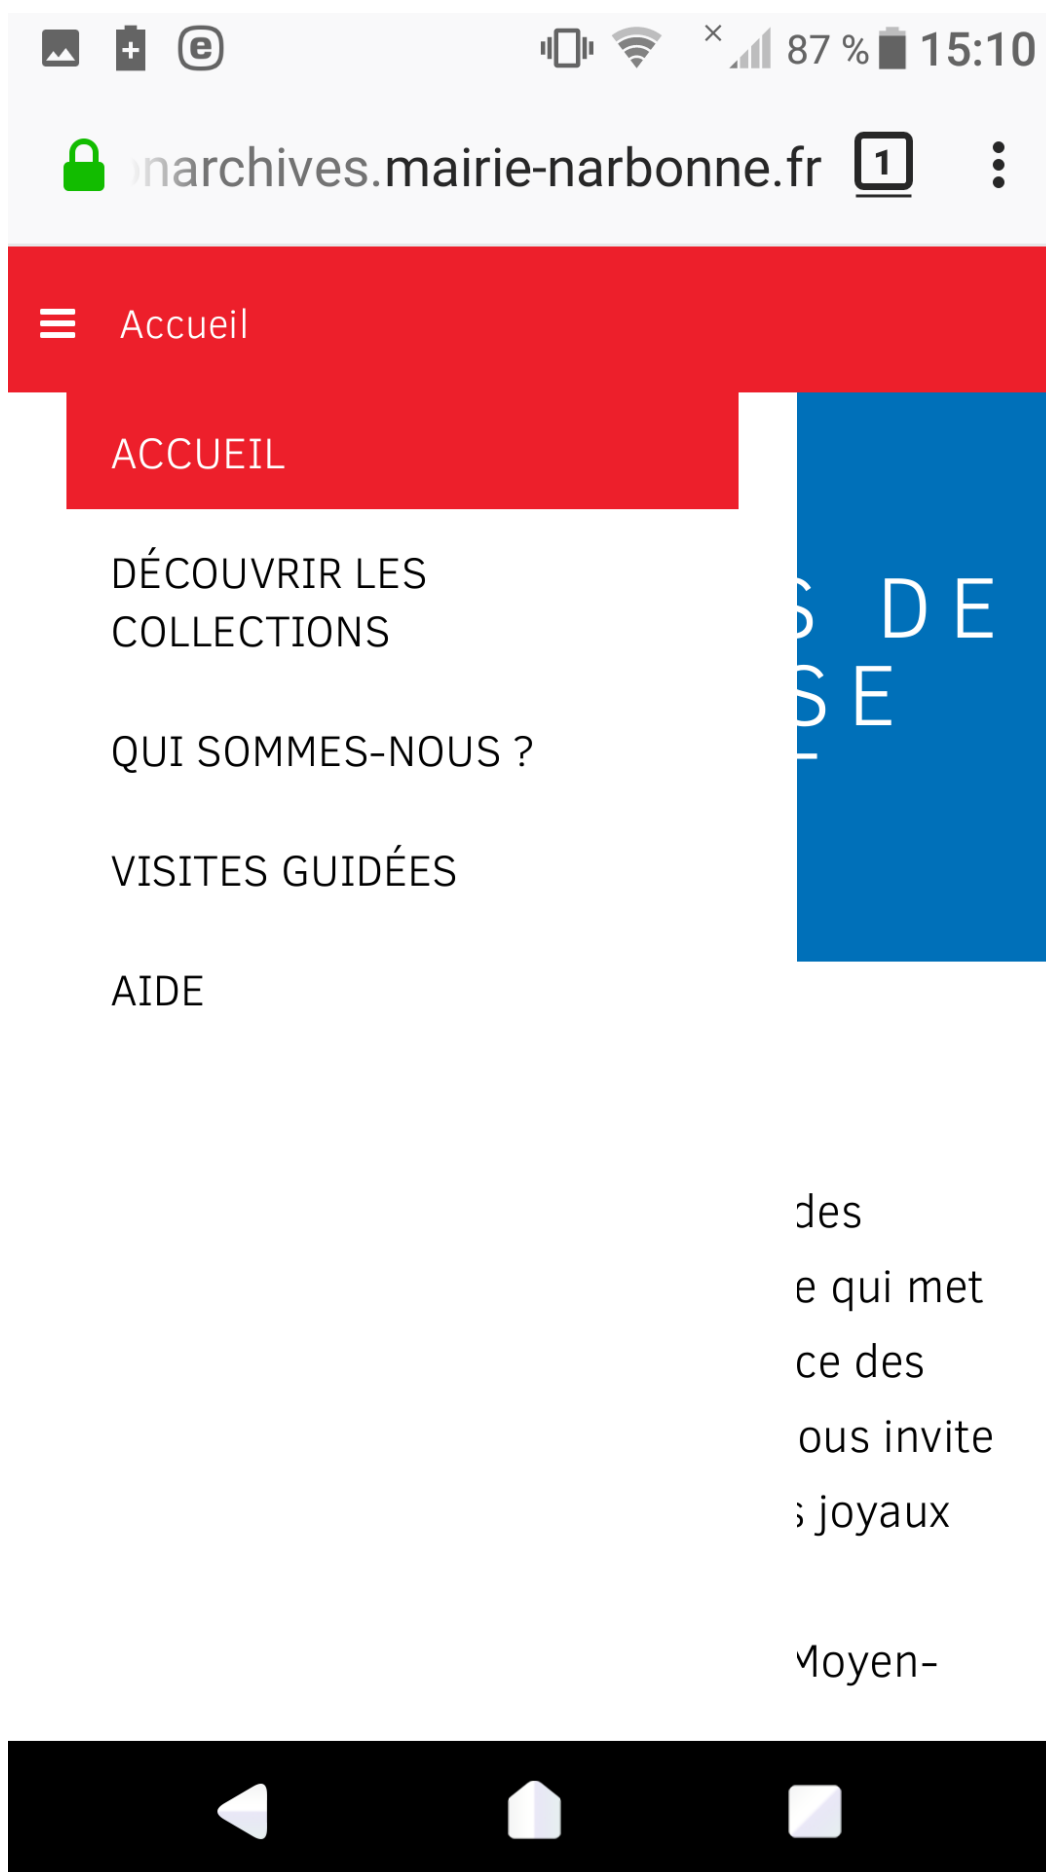 87 % 15:10
narchives.mairie-narbonne.fr 1
Accueil
ACCUEIL
DÉCOUVRIR LES
COLLECTIONS
QUI SOMMES-NOUS ?
VISITES GUIDÉES
AIDE
S DE
SE
des
e qui met
ce des
ous invite
s joyaux
Moyen-